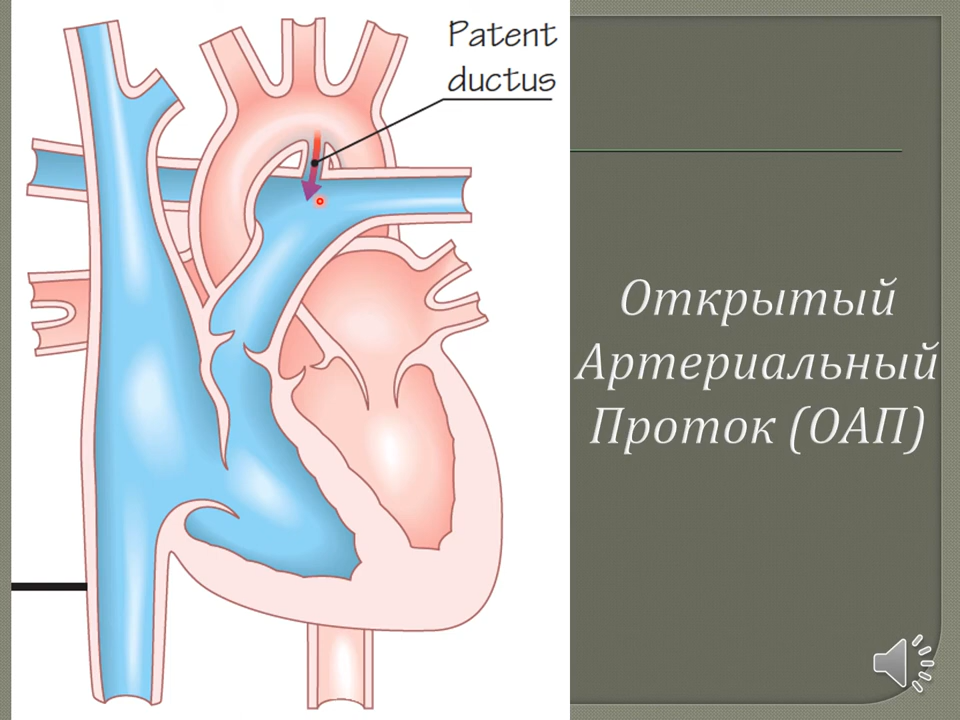 Patent
ductus
Открытый
Артериальный
Проток (ОАП)